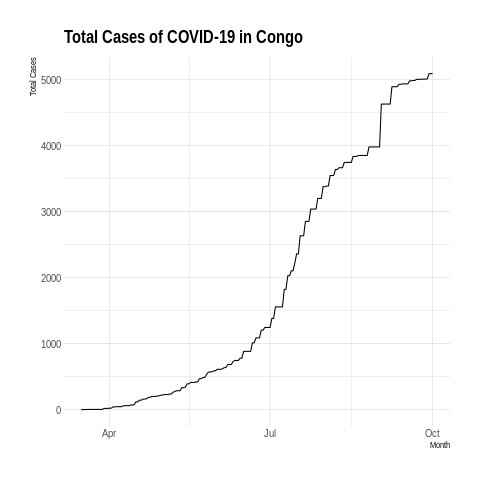 Total Cases of COVID-19 in Congo
Total Cases
5000
4000
3000
2000
1000
0
Apr
Jul
Oct
Month